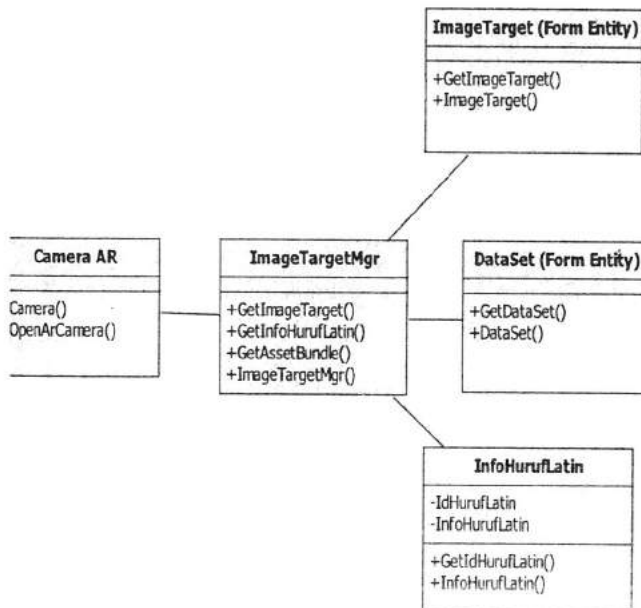 ImageTarget (Form Entity)
+GetImageTarget()
+ImageTarget()
Camera AR
Camera()
OpenArCamera()
ImageTargetMgr
+GetImageTarget()
+GetInfoHurufLatin()
+GetAssetBundle()
+ImageTargetMgr()
DataSet (Form Entity)
+GetDataSet()
+DataSet()
InfoHurufLatin
-IdHurufLatin
-InfoHurufLatin
+GetIdHurufLatin()
+InfoHurufLatin()